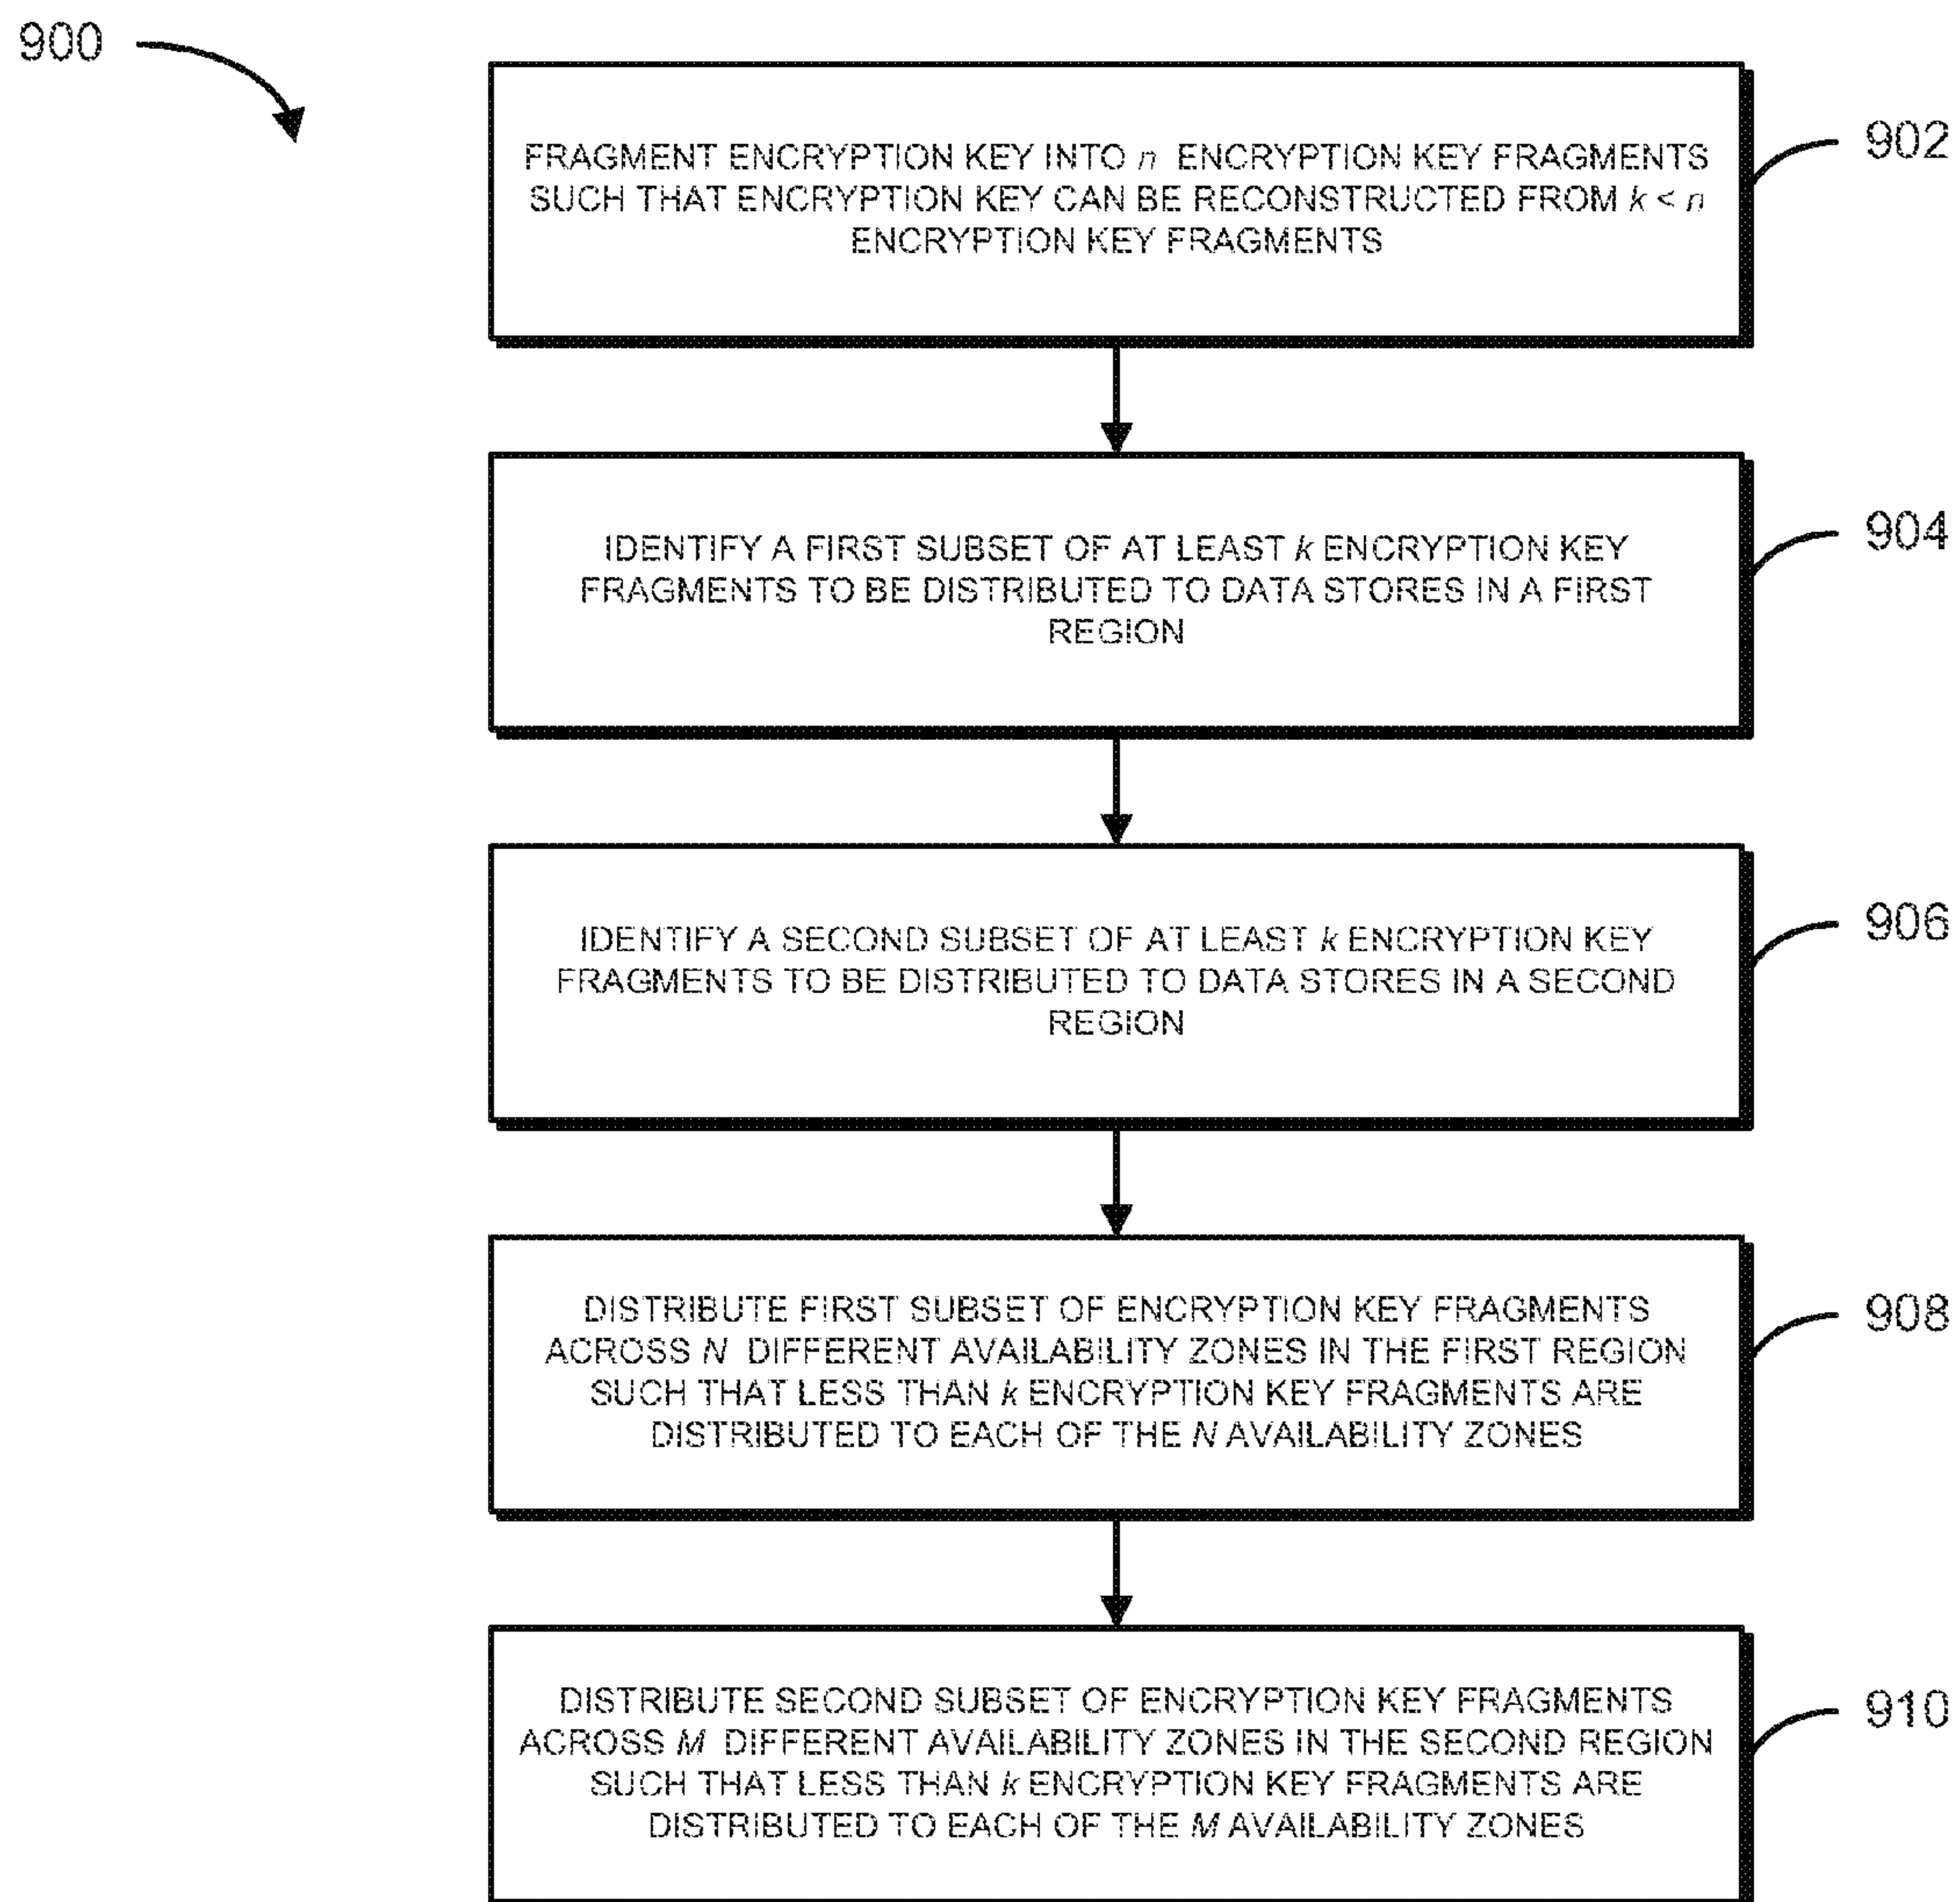 900
FRAGMENT ENCRYPTION KEY INTO n ENCRYPTION KEY FRAGMENTS
SUCH THAT ENCRYPTION KEY CAN BE RECONSTRUCTED FROM k < n
ENCRYPTION KEY FRAGMENTS
902
IDENTIFY A FIRST SUBSET OF AT LEAST k ENCRYPTION KEY
FRAGMENTS TO BE DISTRIBUTED TO DATA STORES IN A FIRST
REGION
904
IDENTIFY A SECOND SUBSET OF AT LEAST k ENCRYPTION KEY
FRAGMENTS TO BE DISTRIBUTED TO DATA STORES IN A SECOND
REGION
906
DISTRIBUTE FIRST SUBSET OF ENCRYPTION KEY FRAGMENTS
ACROSS N DIFFERENT AVAILABILITY ZONES IN THE FIRST REGION
SUCH THAT LESS THAN k ENCRYPTION KEY FRAGMENTS ARE
DISTRIBUTED TO EACH OF THE N AVAILABILITY ZONES
908
DISTRIBUTE SECOND SUBSET OF ENCRYPTION KEY FRAGMENTS
ACROSS M DIFFERENT AVAILABILITY ZONES IN THE SECOND REGION
SUCH THAT LESS THAN k ENCRYPTION KEY FRAGMENTS ARE
DISTRIBUTED TO EACH OF THE M AVAILABILITY ZONES
910